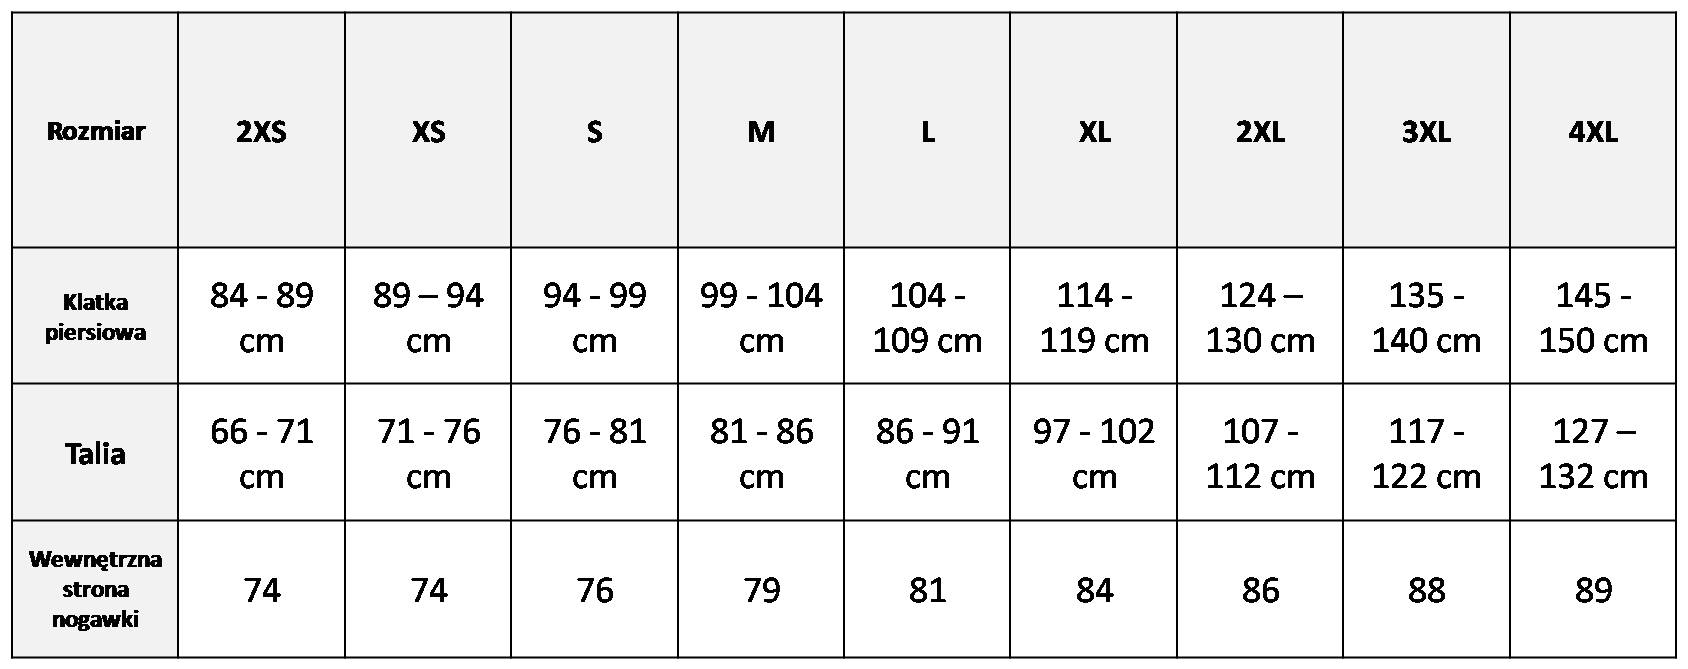 Rozmiar 2XS XS S M L XL 2XL 3XL 4XL
Klatka piersiowa 84 - 89 cm 89 – 94 cm 94 - 99 cm 99 - 104 cm 104 - 109 cm 114 - 119 cm 124 – 130 cm 135 - 140 cm 145 - 150 cm
Talia 66 - 71 cm 71 - 76 cm 76 - 81 cm 81 - 86 cm 86 - 91 cm 97 - 102 cm 107 - 112 cm 117 - 122 cm 127 – 132 cm
Wewnętrzna strona nogawki 74 74 76 79 81 84 86 88 89